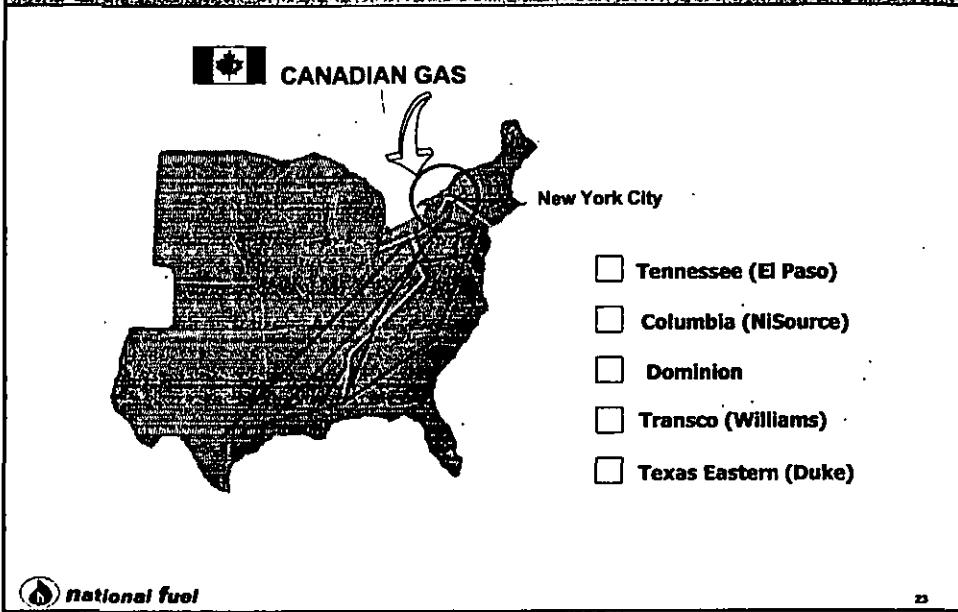 CANADIAN GAS
New York City
Tennessee (El Paso)
Columbia (NiSource)
Dominion
Transco (Williams)
Texas Eastern (Duke)
national fuel
23